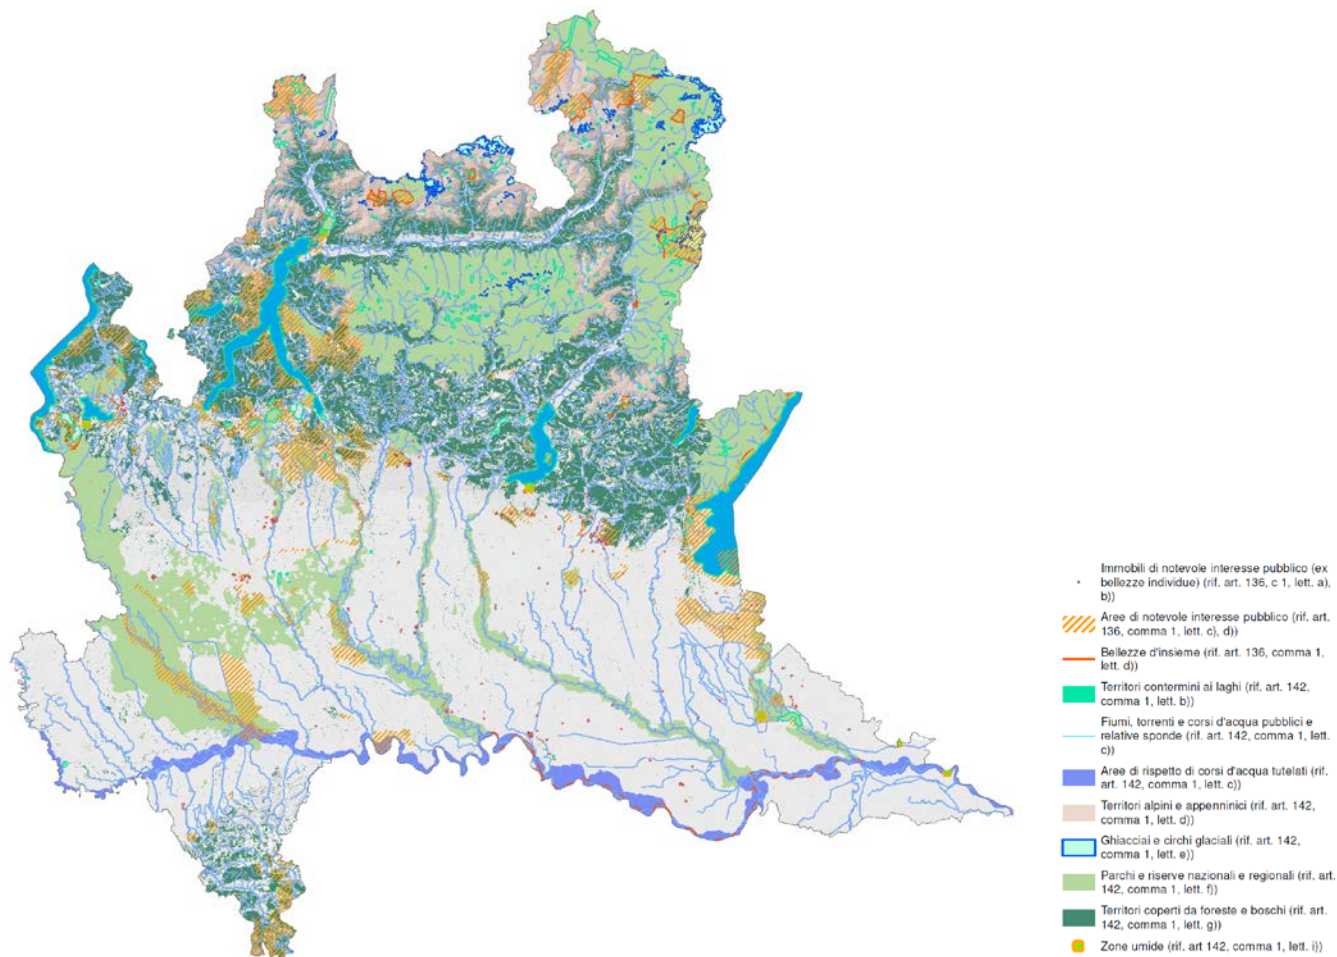 Immobili di notevole interesse pubblico (ex
bellezze individue) (rif. art. 136, c 1, lett. a),
b))
Aree di notevole interesse pubblico (rif. art.
136, comma 1, lett. c), d))
Bellezze d'insieme (rif. art. 136, comma 1,
lett. d))
Territori contermini ai laghi (rif. art. 142,
comma 1, lett. b))
Fiumi, torrenti e corsi d'acqua pubblici e
relative sponde (rif. art. 142, comma 1, lett.
c))
Aree di rispetto di corsi d'acqua tutelati (rif.
art. 142, comma 1, lett. c))
Territori alpini e appenninici (rif. art. 142,
comma 1, lett. d))
Ghiacciai e circhi glaciali (rif. art. 142,
comma 1, lett. e))
Parchi e riserve nazionali e regionali (rif. art.
142, comma 1, lett. f))
Territori coperti da foreste e boschi (rif. art.
142, comma 1, lett. g))
Zone umide (rif. art 142, comma 1, lett. i))